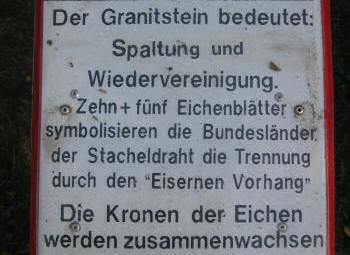 Der Granitstein bedeutet:
Spaltung und
Wiedervereinigung.
Zehn+fünf Eichenblätter
symbolisieren die Bundesländer
der Stacheldraht die Trennung
durch den "Eisernen Vorhang"
Die Kronen der Eichen
werden zusammenwachsen